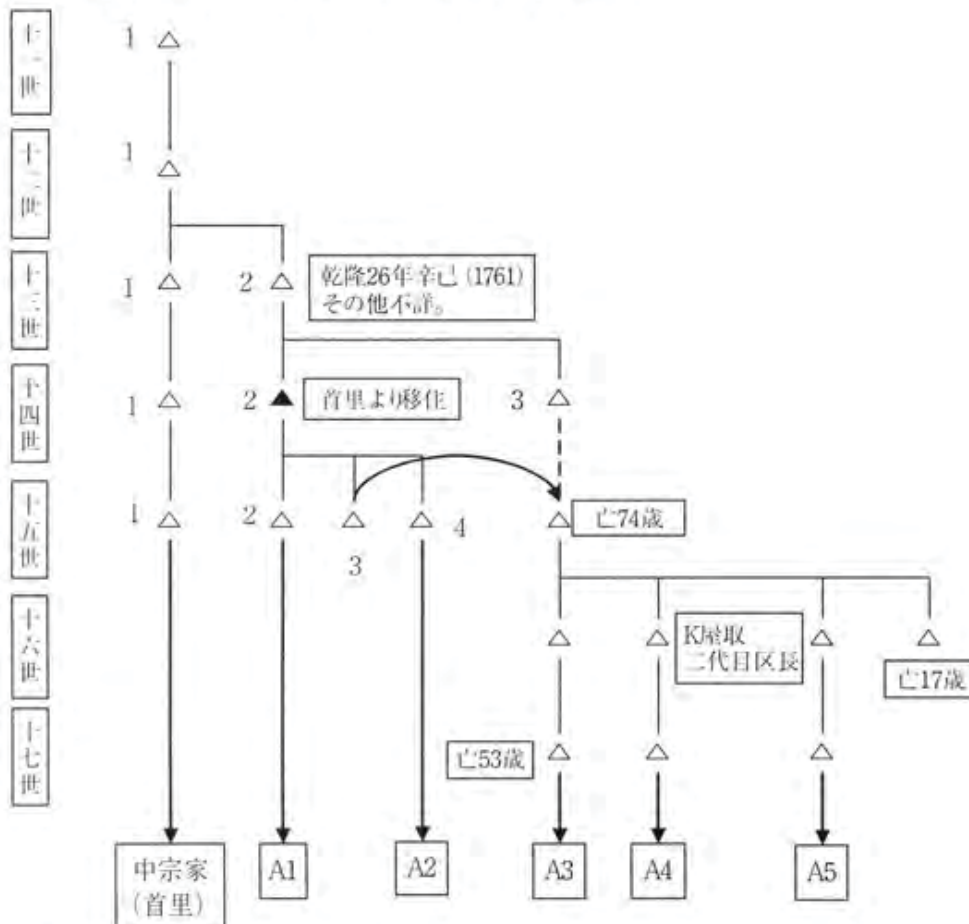 十一世
1
十二世
1
十三世
1
2
乾隆26年辛巳(1761)
その他不詳。
十四世
1
2
首里より移住
3
十五世
1
2
3
4
亡74歳
十六世
K屋取
二代目区長
亡17歳
十七世
亡53歳
中宗家
(首里)
A1
A2
A3
A4
A5